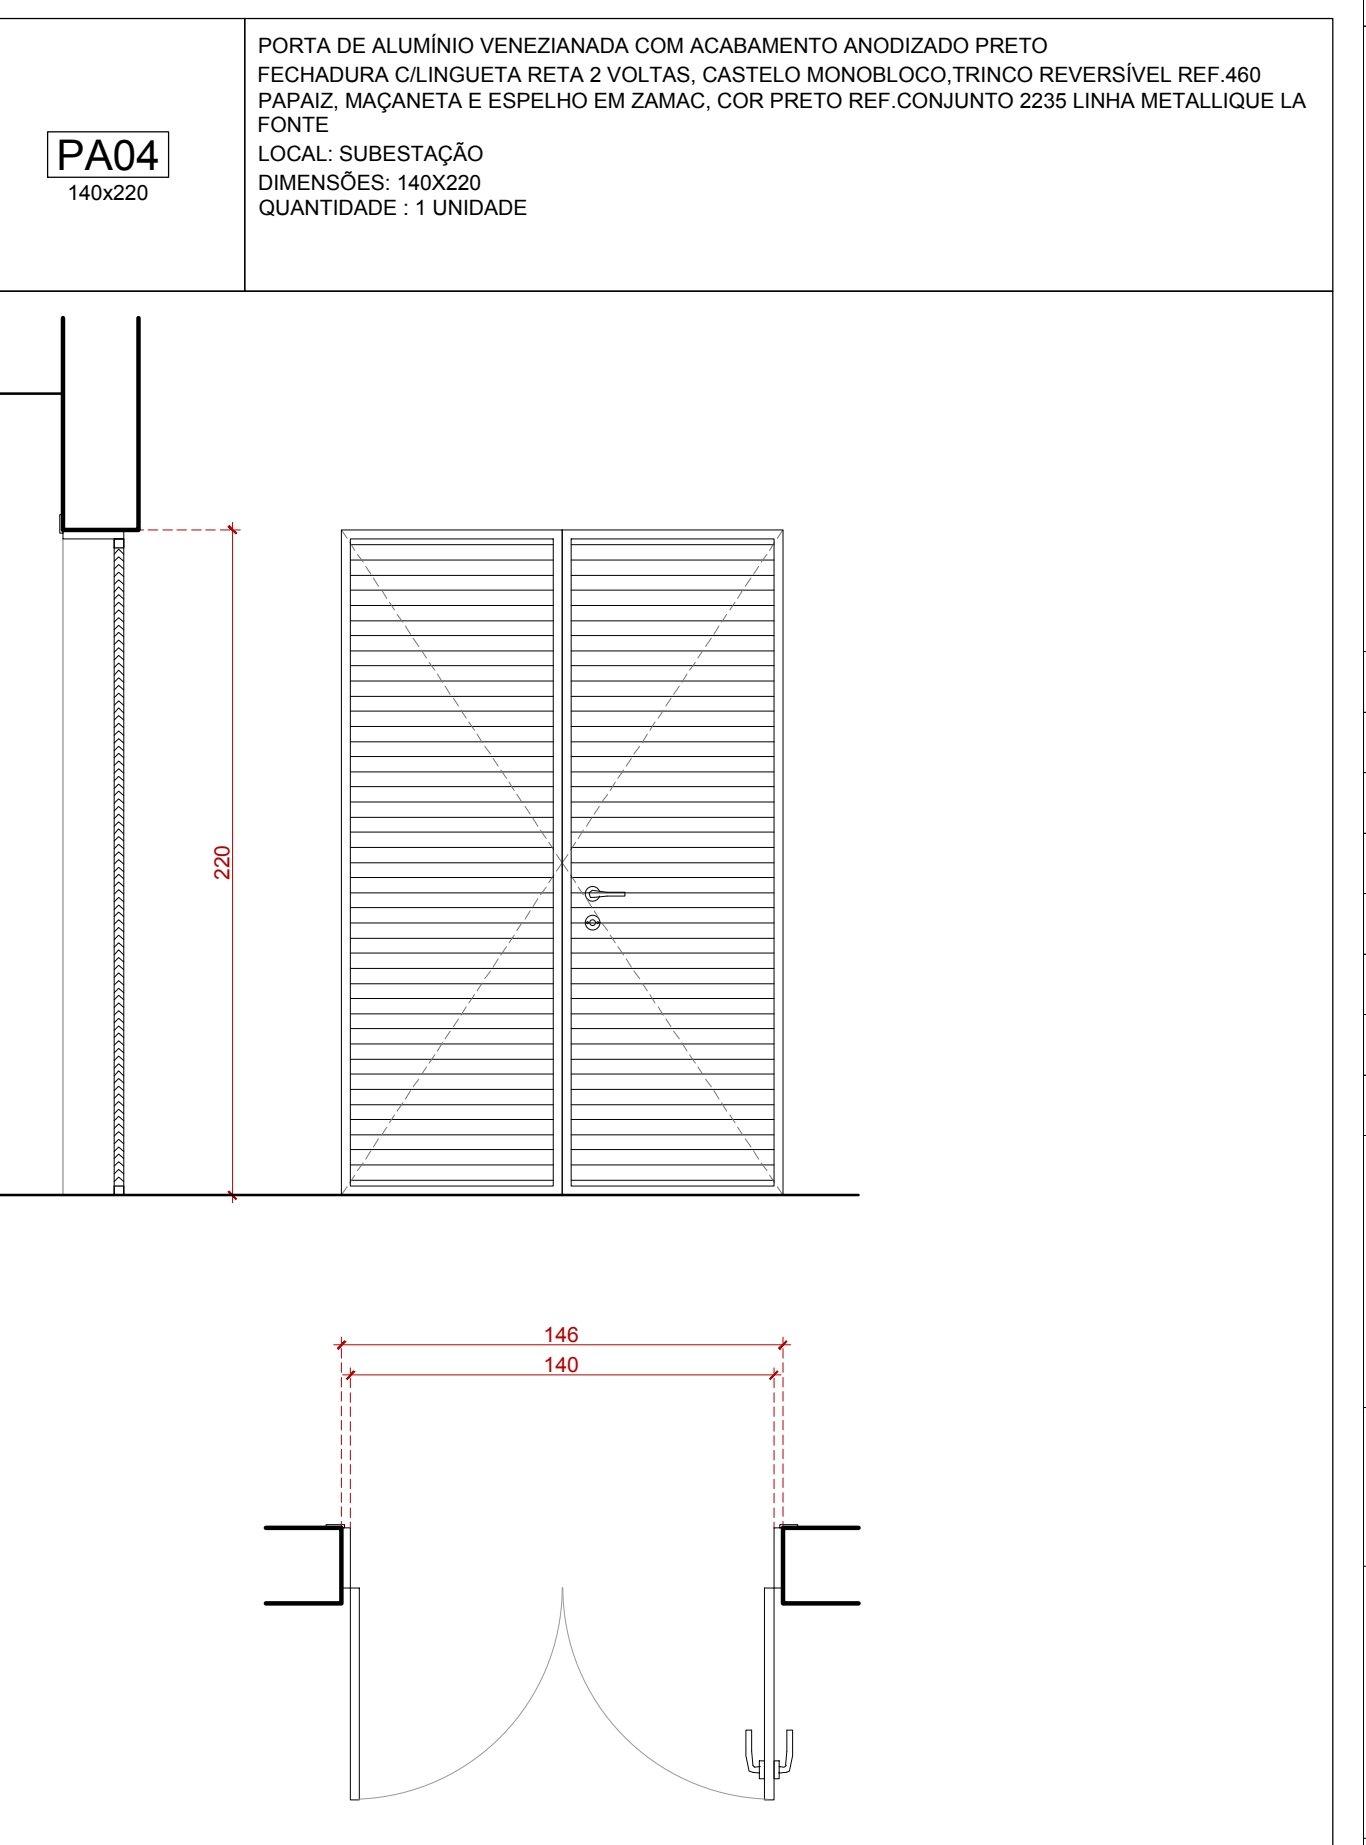 PORTA DE ALUMÍNIO VENEZIANADA COM ACABAMENTO ANODIZADO PRETO
FECHADURA C/LINGUETA RETA 2 VOLTAS, CASTELO MONOBLOCO,TRINCO REVERSÍVEL REF.460
PAPAIZ, MAÇANETA E ESPELHO EM ZAMAC, COR PRETO REF.CONJUNTO 2235 LINHA METALLIQUE LA
FONTE
LOCAL: SUBESTAÇÃO
DIMENSÕES: 140X220
QUANTIDADE : 1 UNIDADE
PA04
140x220
220
146
140